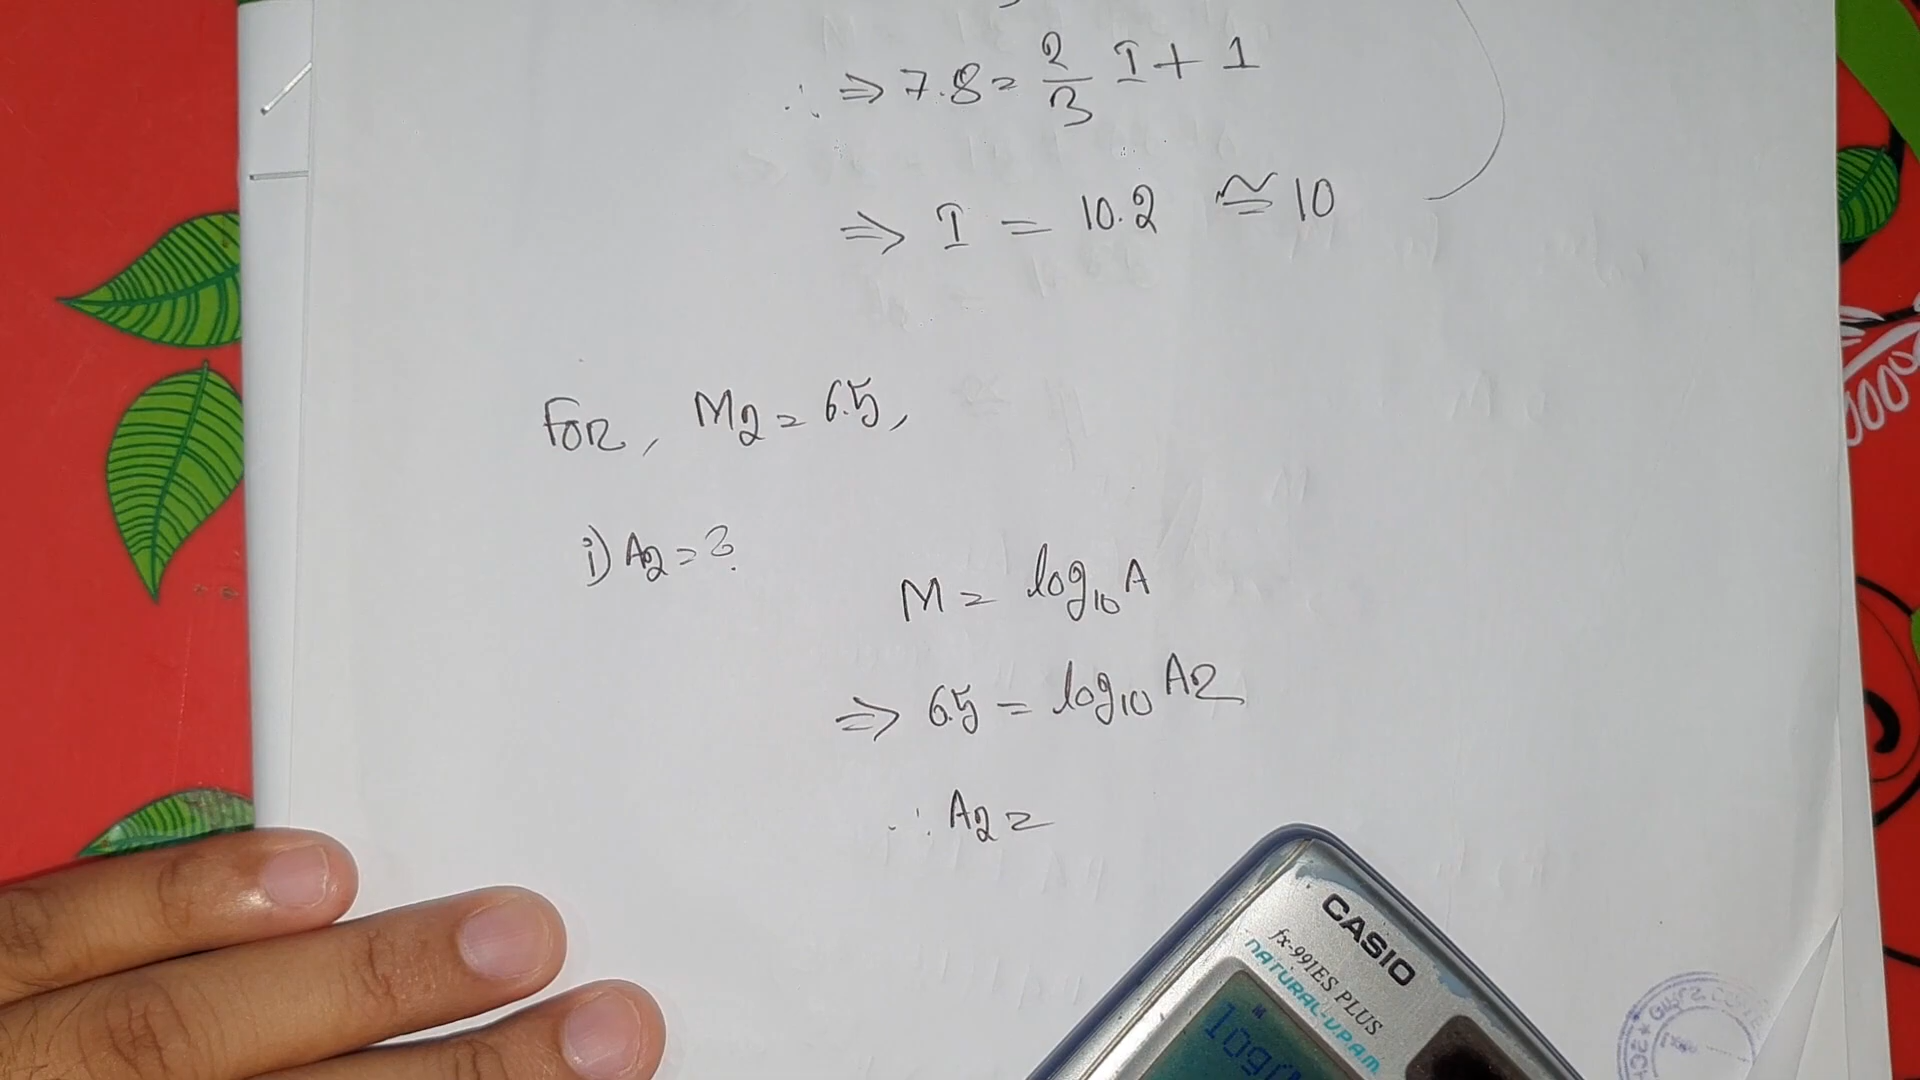 ∴ ⇒ 7.8 = 2/3 I + 1
⇒ I = 10.2 ≅ 10
For, M2 = 6.5,
i) A2 = ?
M = log10 A
⇒ 6.5 = log10 A2
∴ A2 =
CASIO
fx-991ES PLUS
NATURAL-V.P.A.M.
log(